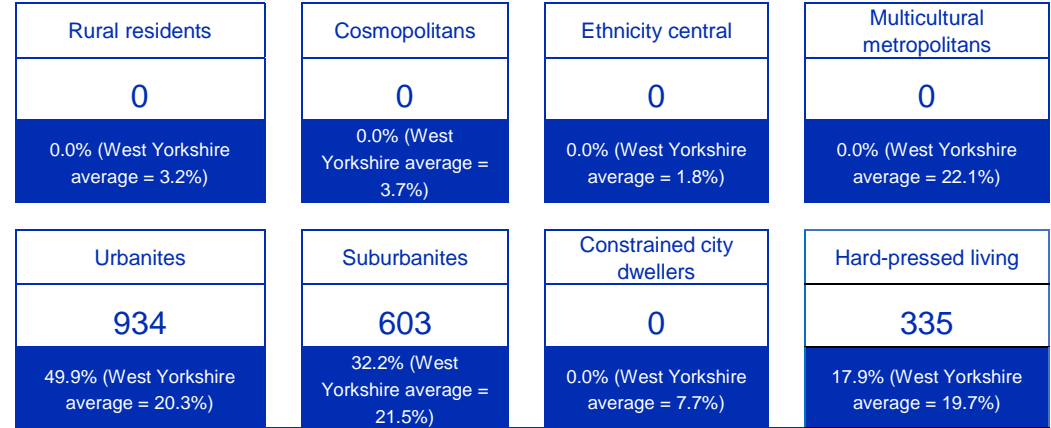 Rural residents
0
0.0% (West Yorkshire
average = 3.2%)
Cosmopolitans
0
0.0% (West
Yorkshire average =
3.7%)
Ethnicity central
0
0.0% (West Yorkshire
average = 1.8%)
Multicultural
metropolitans
0
0.0% (West Yorkshire
average = 22.1%)
Urbanites
934
49.9% (West Yorkshire
average = 20.3%)
Suburbanites
603
32.2% (West
Yorkshire average =
21.5%)
Constrained city
dwellers
0
0.0% (West Yorkshire
average = 7.7%)
Hard-pressed living
335
17.9% (West Yorkshire
average = 19.7%)